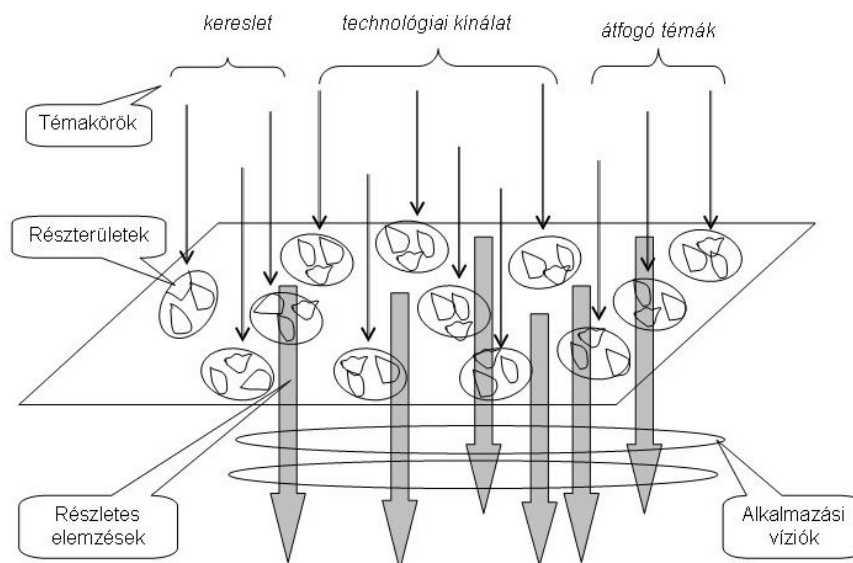 kereslet
technológiai kínálat
átfogó témák
Témakörök
Részterületek
Részletes
elemzések
Alkalmazási
víziók